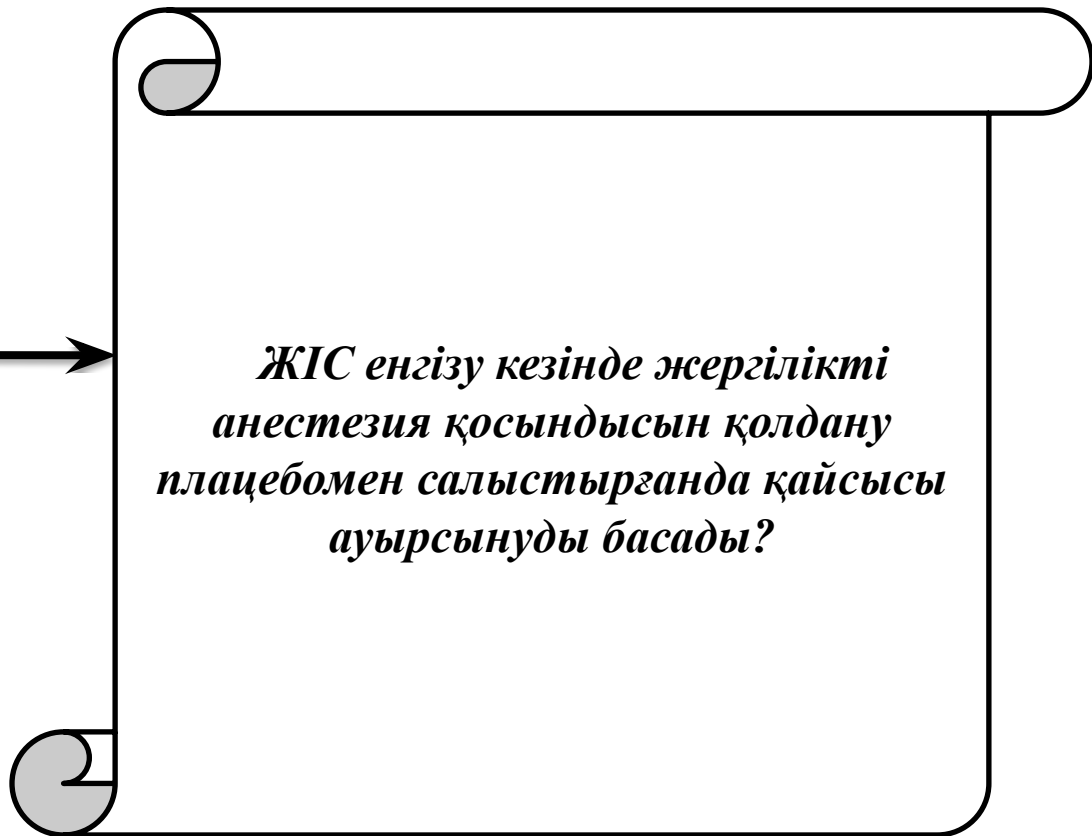 ЖІС енгізу кезінде жергілікті
анестезия қосындысын қолдану
плацебомен салыстырғанда қайсысы
ауырсынуды басады?